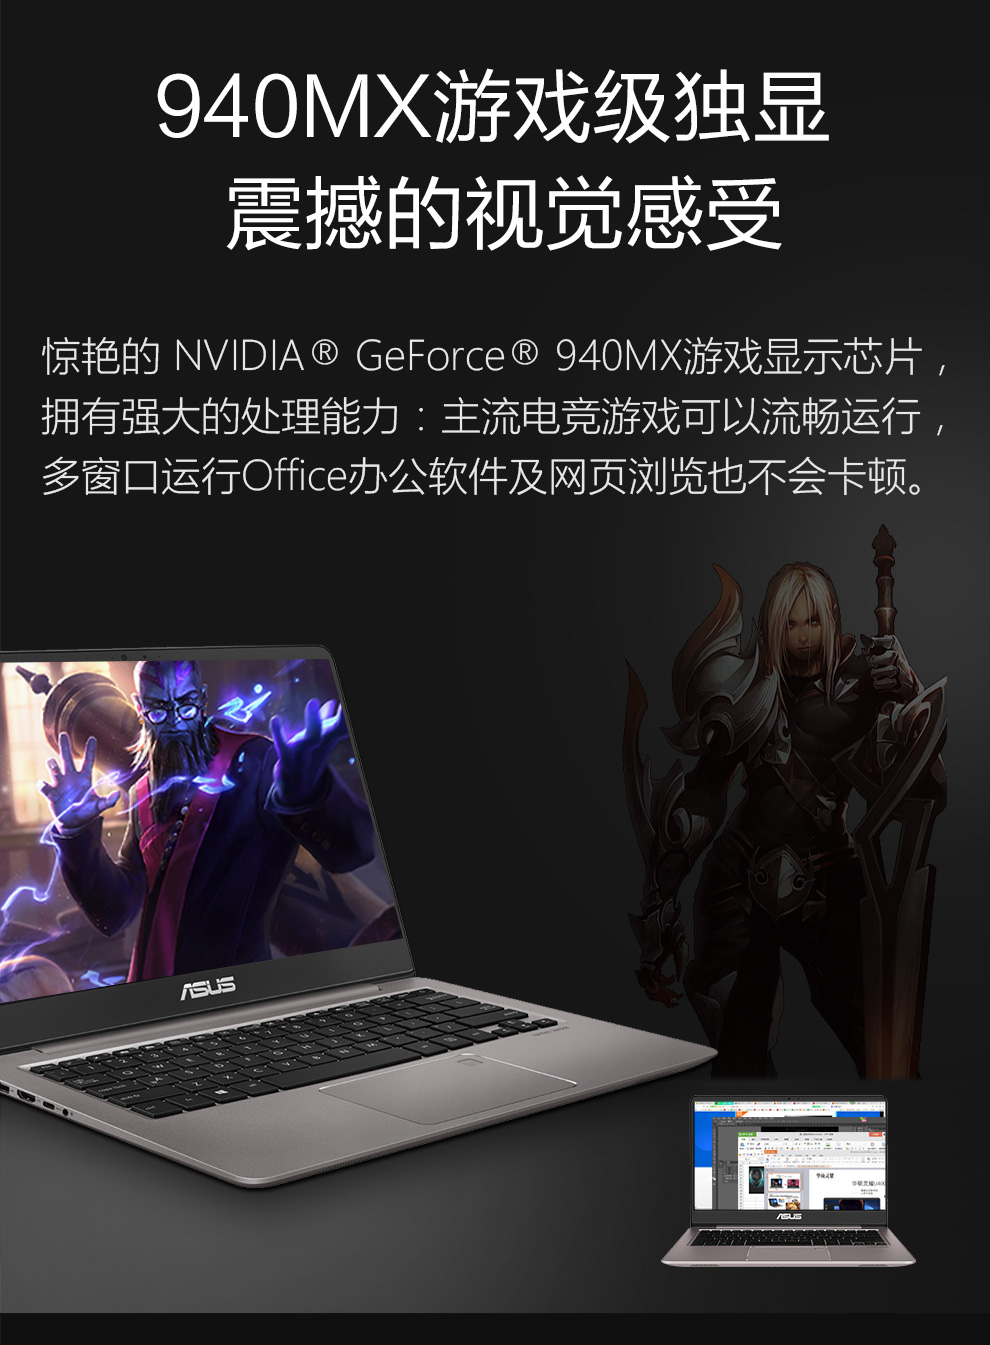 940MX游戏级独显
震撼的视觉感受
惊艳的 NVIDIA® GeForce® 940MX游戏显示芯片，
拥有强大的处理能力：主流电竞游戏可以流畅运行，
多窗口运行Office办公软件及网页浏览也不会卡顿。
ASUS
华硕灵耀
ASUS